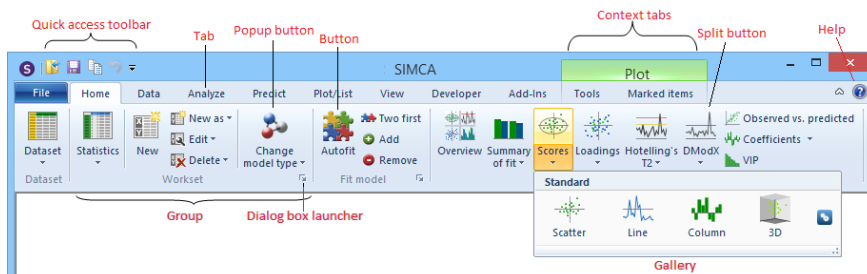 Quick access toolbar
Tab
Popup button
Button
Context tabs
Split button
Help
S
SIMCA
Plot
File Home Data Analyze Predict Plot/List View Developer Add-Ins Tools Marked items
Dataset
Statistics
New
New as
Edit
Delete
Change
model type
Autofit
Two first
Add
Remove
Overview
Summary
of fit
Scores
Loadings
Hotelling's
T2
DModX
Observed vs. predicted
Coefficients
VIP
Dataset
Workset
Fit model
Group
Dialog box launcher
Standard
Scatter
Line
Column
3D
Gallery